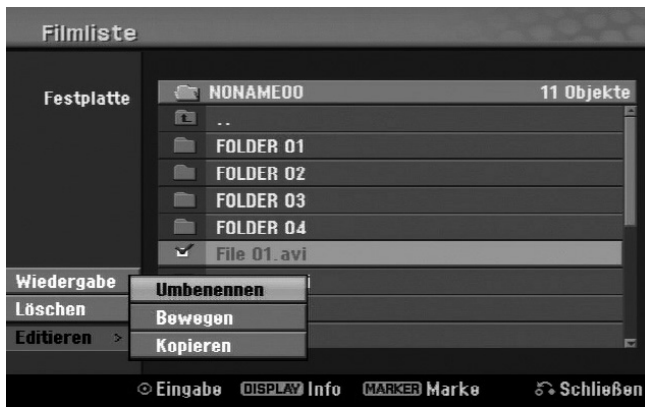 Filmliste
Festplatte
NONAME00 11 Objekte
..
FOLDER 01
FOLDER 02
FOLDER 03
FOLDER 04
File 01.avi
Wiedergabe
Löschen
Editieren >
Umbenennen
Bewegen
Kopieren
Eingabe DISPLAY Info MARKER Marke Schließen